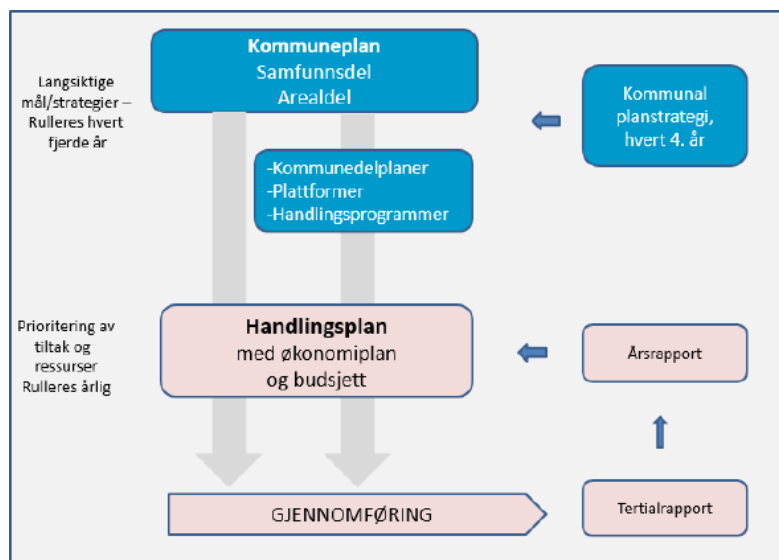 Kommuneplan
Samfunnsdel
Arealdel
Langsiktige
mål/strategier –
Rulleres hvert
fjerde år
Kommunal
planstrategi,
hvert 4. år
-Kommunedelplaner
-Plattformer
-Handlingsprogrammer
Prioritering av
tiltak og
ressurser
Rulleres årlig
Handlingsplan
med økonomiplan
og budsjett
Årsrapport
GJENNOMFØRING
Tertialrapport